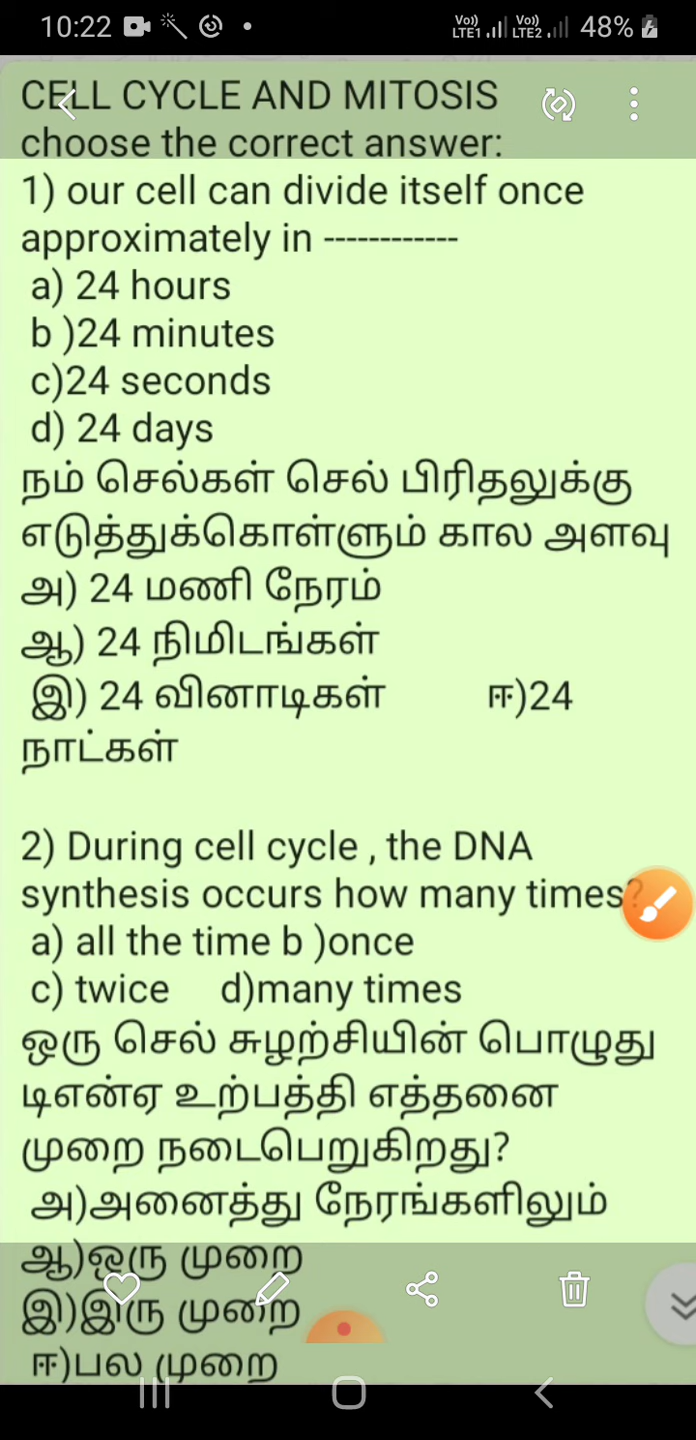 10:22
Vo)) LTE1 Vo)) LTE2 48%
CELL CYCLE AND MITOSIS
choose the correct answer:
1) our cell can divide itself once
approximately in ------------
a) 24 hours
b )24 minutes
c)24 seconds
d) 24 days
நம் செல்கள் செல் பிரிதலுக்கு
எடுத்துக்கொள்ளும் கால அளவு
அ) 24 மணி நேரம்
ஆ) 24 நிமிடங்கள்
இ) 24 வினாடிகள் ஈ)24
நாட்கள்
2) During cell cycle , the DNA
synthesis occurs how many times?
a) all the time b )once
c) twice d)many times
ஒரு செல் சுழற்சியின் பொழுது
டிஎன்ஏ உற்பத்தி எத்தனை
முறை நடைபெறுகிறது?
அ)அனைத்து நேரங்களிலும்
ஆ)ஒரு முறை
இ)இரு முறை
ஈ)பல முறை